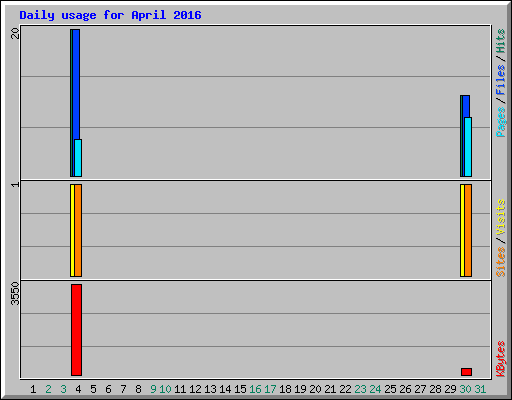 Daily usage for April 2016
20
1
3550
Pages / Files / Hits
Sites / Visits
KBytes
1 2 3 4 5 6 7 8 9 10 11 12 13 14 15 16 17 18 19 20 21 22 23 24 25 26 27 28 29 30 31